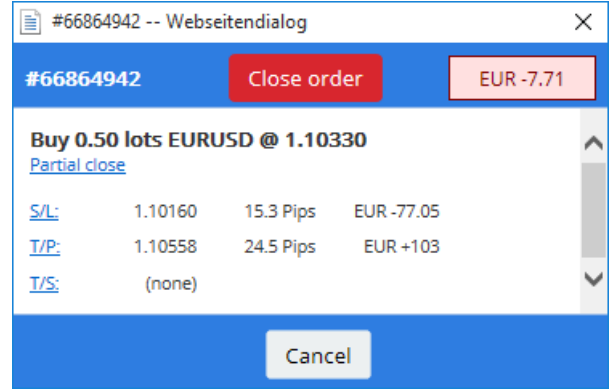 #66864942 -- Webseitendialog
#66864942 Close order EUR -7.71
Buy 0.50 lots EURUSD @ 1.10330
Partial close
S/L: 1.10160 15.3 Pips EUR -77.05
T/P: 1.10558 24.5 Pips EUR +103
T/S: (none)
Cancel